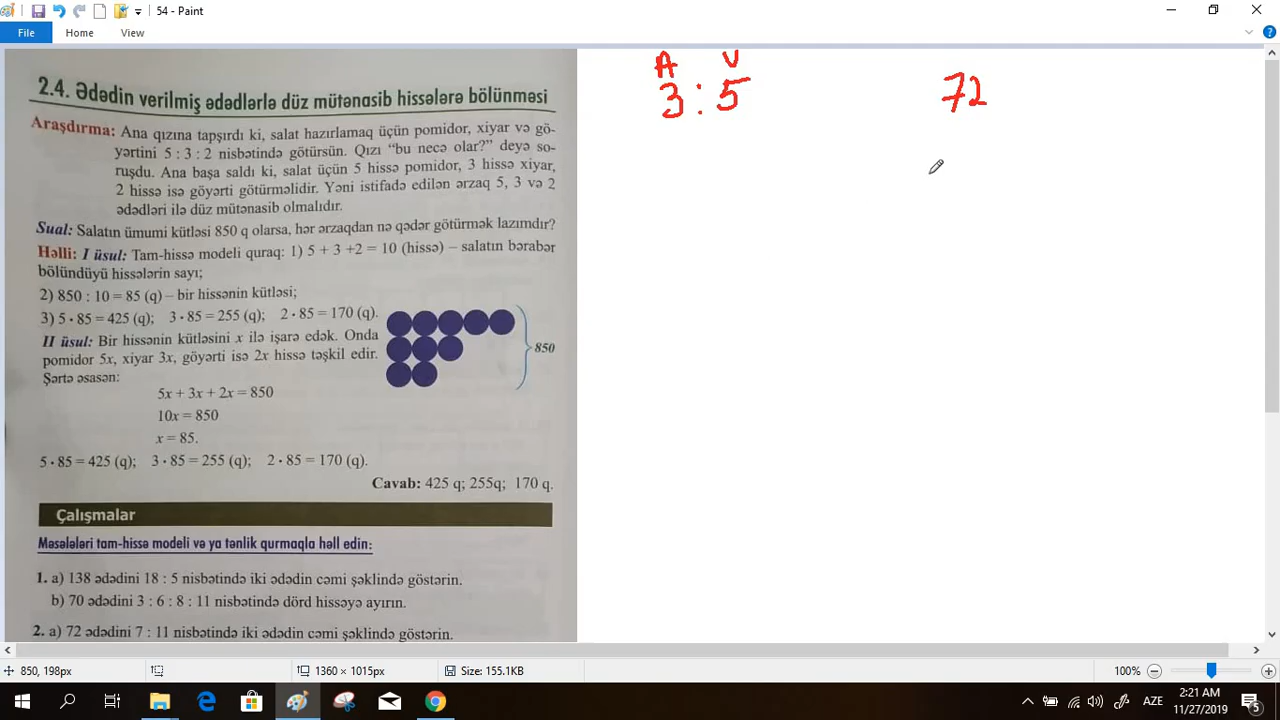 54 - Paint
File Home View
2.4. Ədədin verilmiş ədədlərlə düz mütənasib hissələrə bölünməsi
Araşdırma: Ana qızına tapşırdı ki, salat hazırlamaq üçün pomidor, xiyar və gö-
yərtini 5 : 3 : 2 nisbətində götürsün. Qızı “bu necə olar?” deyə so-
ruşdu. Ana başa saldı ki, salat üçün 5 hissə pomidor, 3 hissə xiyar,
2 hissə isə göyərti götürməlidir. Yəni istifadə edilən ərzaq 5, 3 və 2
ədədləri ilə düz mütənasib olmalıdır.
Sual: Salatın ümumi kütləsi 850 q olarsa, hər ərzaqdan nə qədər götürmək lazımdır?
Həlli: I üsul: Tam-hissə modeli quraq: 1) 5 + 3 +2 = 10 (hissə) – salatın bərabər
bölündüyü hissələrin sayı;
2) 850 : 10 = 85 (q) – bir hissənin kütləsi;
3) 5 · 85 = 425 (q); 3 · 85 = 255 (q); 2 · 85 = 170 (q).
II üsul: Bir hissənin kütləsini x ilə işarə edək. Onda
pomidor 5x, xiyar 3x, göyərti isə 2x hissə təşkil edir.
Şərtə əsasən:
850
5x + 3x + 2x = 850
10x = 850
x = 85.
5 · 85 = 425 (q); 3 · 85 = 255 (q); 2 · 85 = 170 (q).
Cavab: 425 q; 255q; 170 q.
Çalışmalar
Məsələləri tam-hissə modeli və ya tənlik qurmaqla həll edin:
1. a) 138 ədədini 18 : 5 nisbətində iki ədədin cəmi şəklində göstərin.
b) 70 ədədini 3 : 6 : 8 : 11 nisbətində dörd hissəyə ayırın.
2. a) 72 ədədini 7 : 11 nisbətində iki ədədin cəmi şəklində göstərin.
A V
3 : 5 72
850, 198px 1360 × 1015px Size: 155.1KB 100%
AZE 2:21 AM
11/27/2019 5